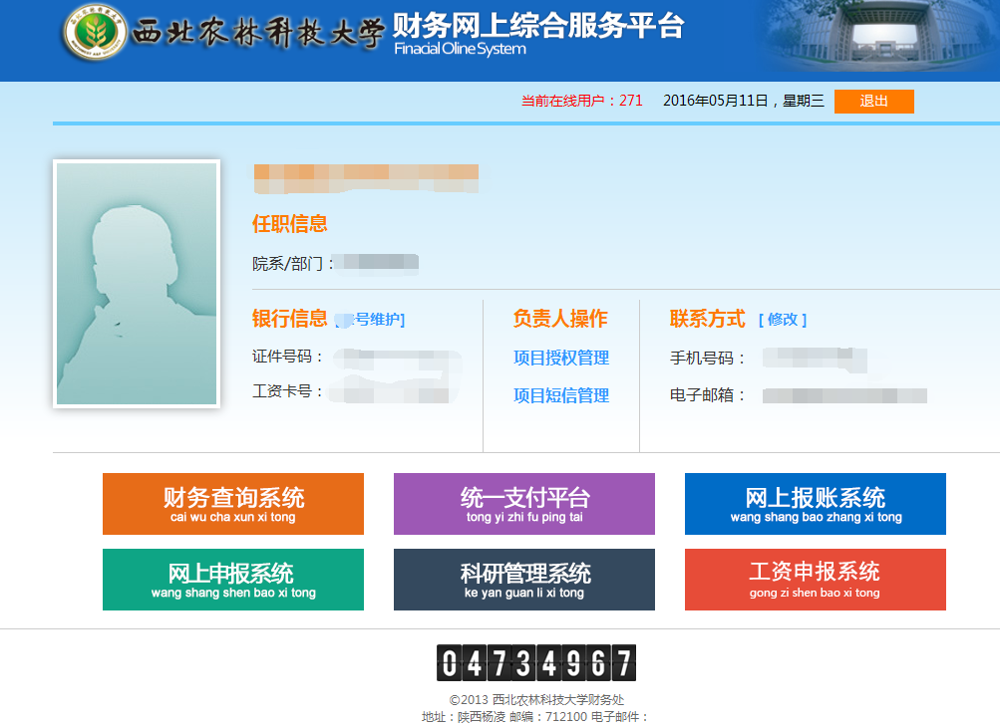 西北农林科技大学 财务网上综合服务平台
Finacial Oline System
当前在线用户：271 2016年05月11日，星期三 退出
任职信息
院系/部门：
银行信息 号维护]
负责人操作
联系方式 [ 修改 ]
证件号码：
项目授权管理
手机号码：
工资卡号：
项目短信管理
电子邮箱：
财务查询系统
cai wu cha xun xi tong
统一支付平台
tong yi zhi fu ping tai
网上报账系统
wang shang bao zhang xi tong
网上申报系统
wang shang shen bao xi tong
科研管理系统
ke yan guan li xi tong
工资申报系统
gong zi shen bao xi tong
04734967
©2013 西北农林科技大学财务处
地址：陕西杨凌 邮编：712100 电子邮件：